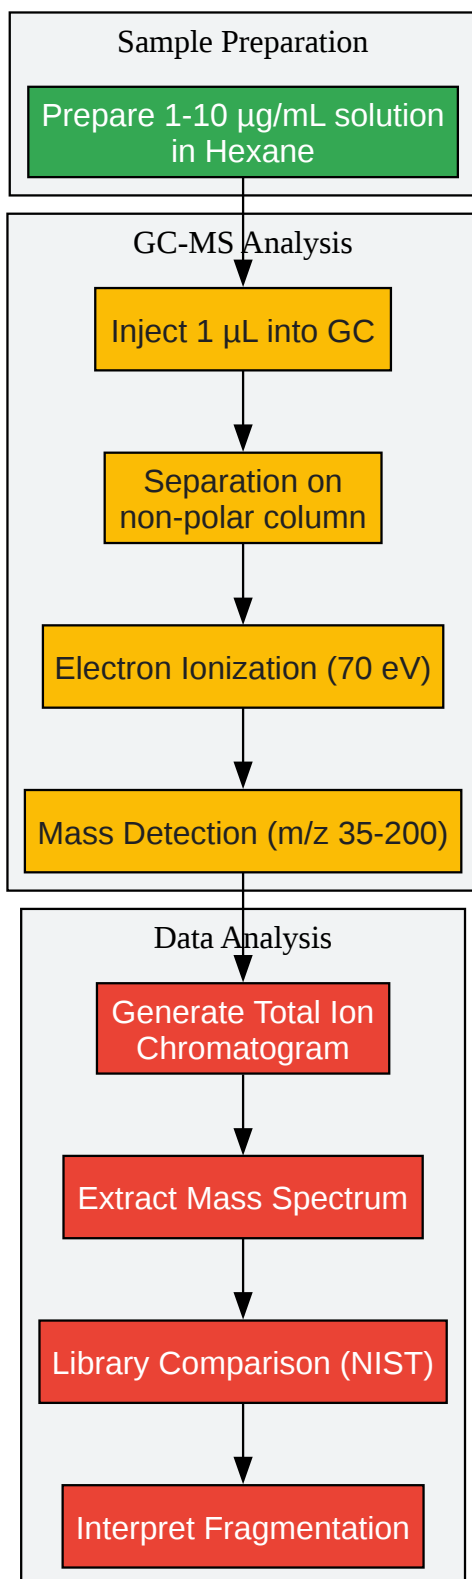 Sample Preparation
Prepare 1-10 µg/mL solution
in Hexane
GC-MS Analysis
Inject 1 µL into GC
Separation on
non-polar column
Electron Ionization (70 eV)
Mass Detection (m/z 35-200)
Data Analysis
Generate Total Ion
Chromatogram
Extract Mass Spectrum
Library Comparison (NIST)
Interpret Fragmentation